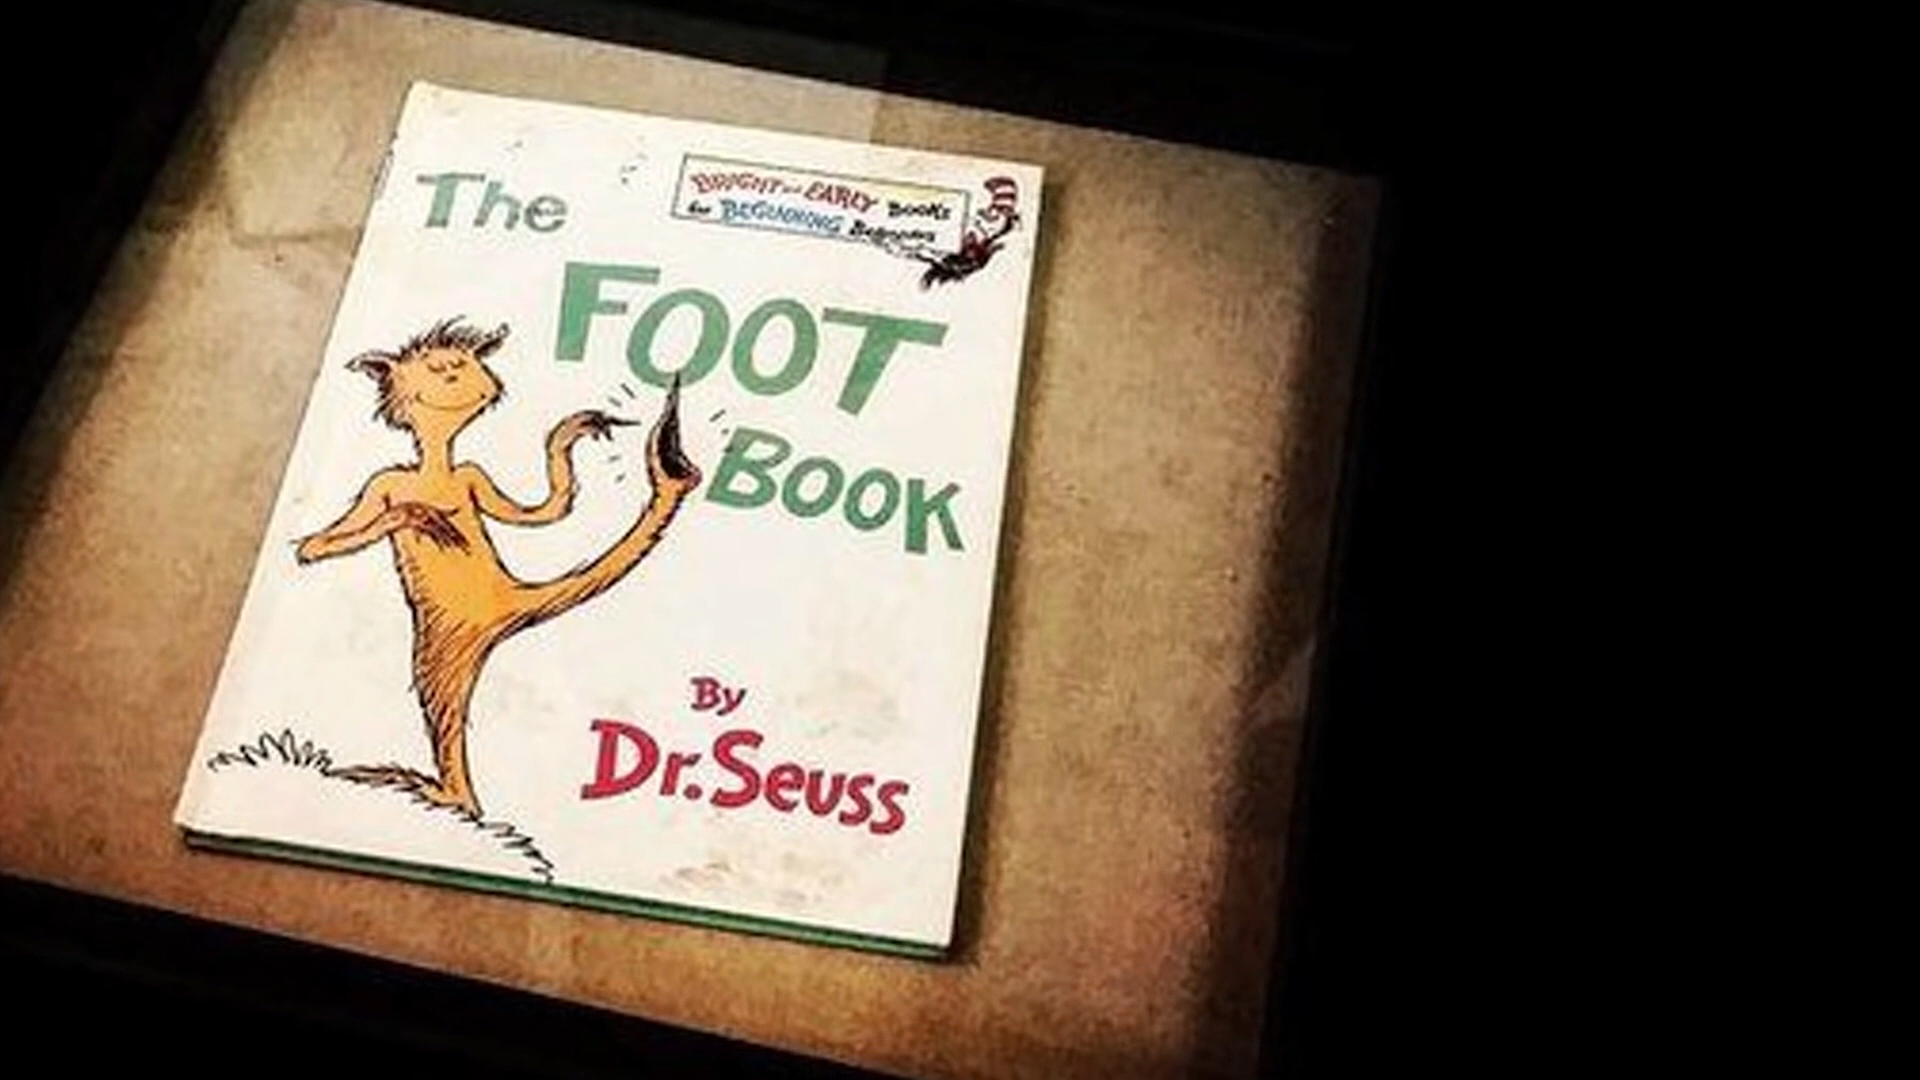 The
BRIGHT and EARLY BOOKS
for BEGINNING Beginners
FOOT
BOOK
By
Dr. Seuss